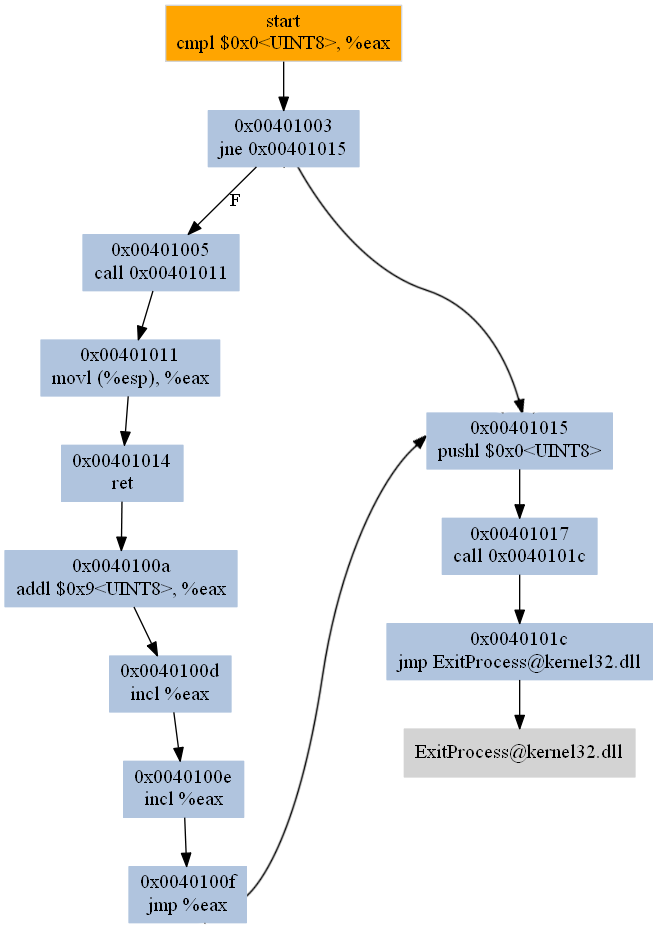 start
cmpl $0x0<UINT8>, %eax
0x00401003
jne 0x00401015
F
0x00401005
call 0x00401011
0x00401011
movl (%esp), %eax
0x00401014
ret
0x0040100a
addl $0x9<UINT8>, %eax
0x0040100d
incl %eax
0x0040100e
incl %eax
0x0040100f
jmp %eax
0x00401015
pushl $0x0<UINT8>
0x00401017
call 0x0040101c
0x0040101c
jmp ExitProcess@kernel32.dll
ExitProcess@kernel32.dll